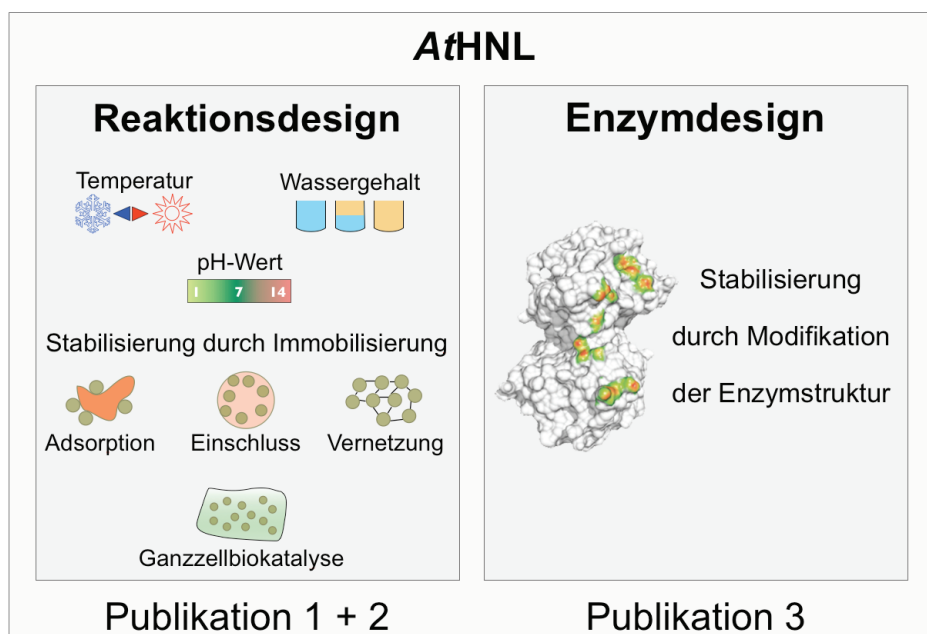 AtHNL
Reaktionsdesign
Temperatur
Wassergehalt
pH-Wert
1 7 14
Stabilisierung durch Immobilisierung
Adsorption
Einschluss
Vernetzung
Ganzzellbiokatalyse
Publikation 1 + 2
Enzymdesign
Stabilisierung
durch Modifikation
der Enzymstruktur
Publikation 3